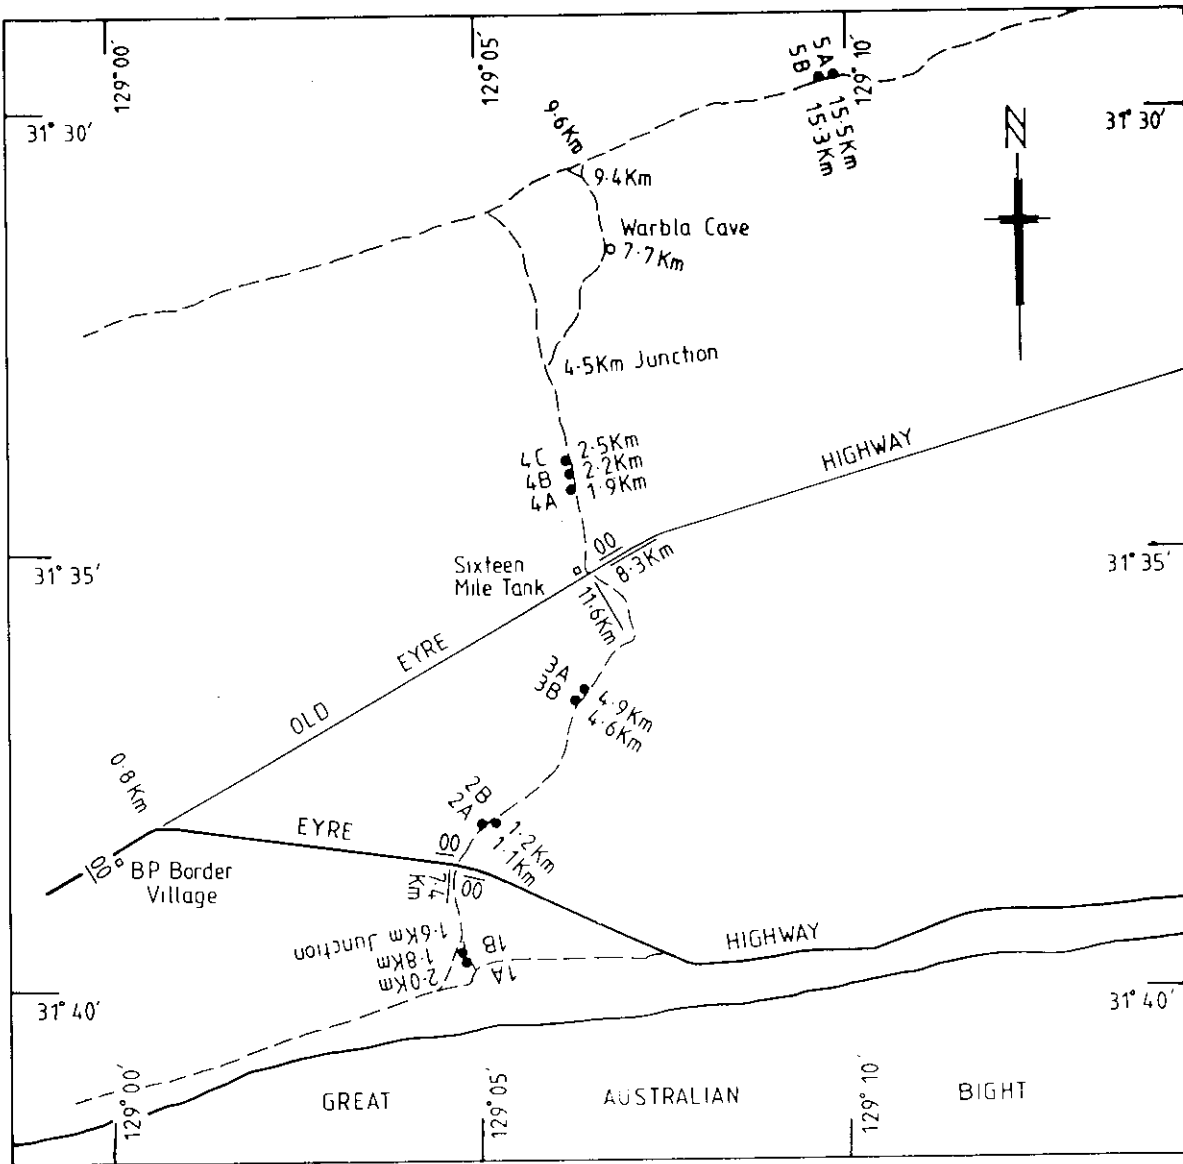 129° 00'
129° 05'
129° 10'
5A
5B
15.5Km
15.3Km
31° 30'
31° 30'
9.6Km
9.4Km
N
Warbla Cave
7.7Km
4.5Km Junction
HIGHWAY
4C 2.5Km
4B 2.2Km
4A 1.9Km
00
8.3Km
Sixteen
Mile Tank
31° 35'
31° 35'
11.6Km
EYRE
OLD
3A
3B
4.9Km
4.6Km
0.8Km
2B
2A
1.2Km
1.1Km
EYRE
00
00
00
BP Border
Village
7.4
Km
HIGHWAY
1.6Km Junction
1.8Km
2.0Km
1B
1A
31° 40'
31° 40'
129° 00'
129° 05'
129° 10'
GREAT
AUSTRALIAN
BIGHT